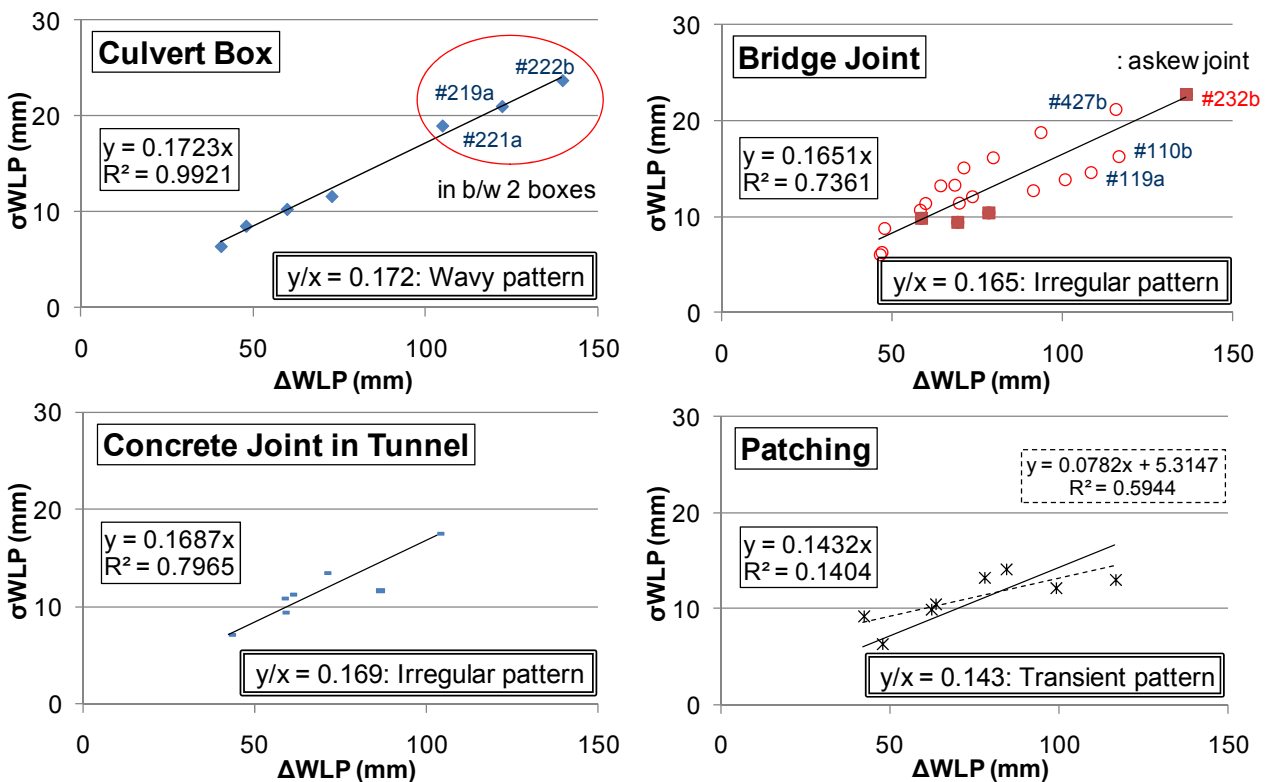 30
Culvert Box
#222b
#219a
20
#221a
y = 0.1723x
R² = 0.9921
σWLP (mm)
in b/w 2 boxes
10
y/x = 0.172: Wavy pattern
0
0
50
100
150
ΔWLP (mm)
30
Bridge Joint
: askew joint
#427b
#232b
20
y = 0.1651x
R² = 0.7361
#110b
#119a
σWLP (mm)
10
y/x = 0.165: Irregular pattern
0
0
50
100
150
ΔWLP (mm)
30
Concrete Joint in Tunnel
20
y = 0.1687x
R² = 0.7965
σWLP (mm)
10
y/x = 0.169: Irregular pattern
0
0
50
100
150
ΔWLP (mm)
30
Patching
y = 0.0782x + 5.3147
R² = 0.5944
20
y = 0.1432x
R² = 0.1404
σWLP (mm)
10
y/x = 0.143: Transient pattern
0
0
50
100
150
ΔWLP (mm)